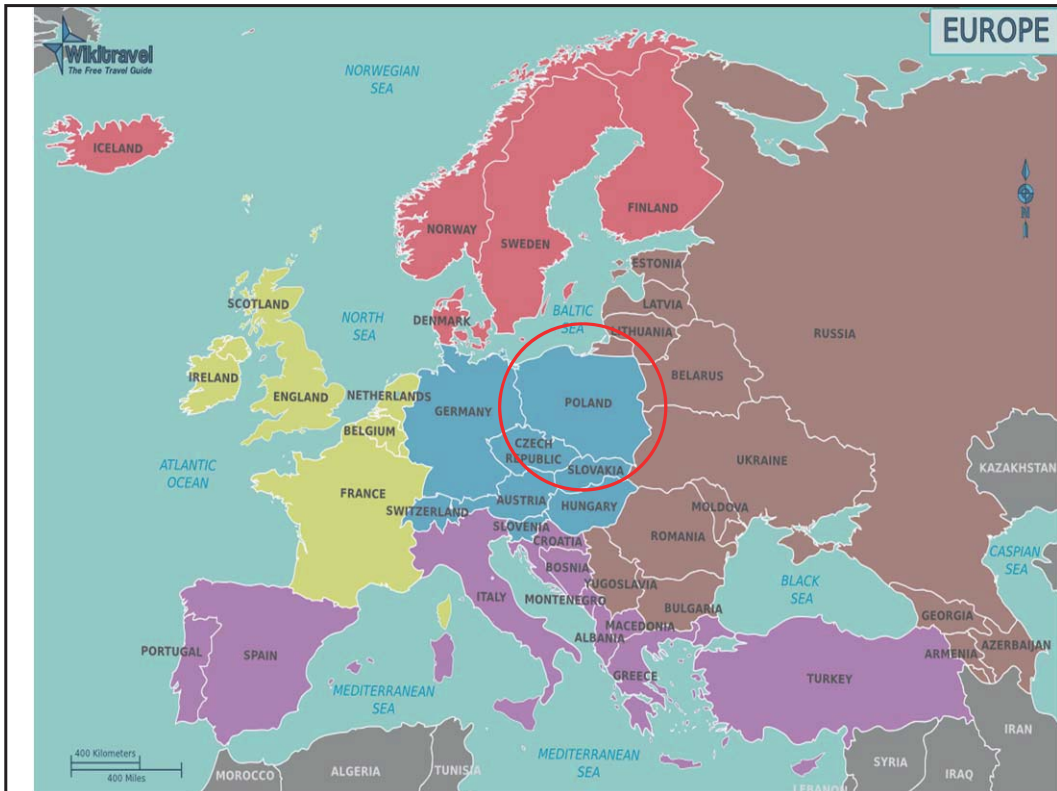 EUROPE
Wikitravel
The Free Travel Guide
NORWEGIAN
SEA
ICELAND
FINLAND
NORWAY
SWEDEN
ESTONIA
SCOTLAND
LATVIA
NORTH
SEA
DENMARK
BALTIC
SEA
LITHUANIA
RUSSIA
IRELAND
ENGLAND
NETHERLANDS
GERMANY
POLAND
BELARUS
BELGIUM
CZECH
REPUBLIC
ATLANTIC
OCEAN
SLOVAKIA
UKRAINE
KAZAKHSTAN
FRANCE
SWITZERLAND
AUSTRIA
HUNGARY
MOLDOVA
SLOVENIA
CROATIA
ROMANIA
CASPIAN
SEA
BOSNIA
YUGOSLAVIA
BLACK
SEA
ITALY
MONTENEGRO
BULGARIA
GEORGIA
MACEDONIA
ALBANIA
AZERBAIJAN
ARMENIA
PORTUGAL
SPAIN
GREECE
TURKEY
MEDITERRANEAN
SEA
IRAN
N
400 Kilometers
400 Miles
MOROCCO
ALGERIA
TUNISIA
MEDITERRANEAN
SEA
SYRIA
IRAQ
LEBANON